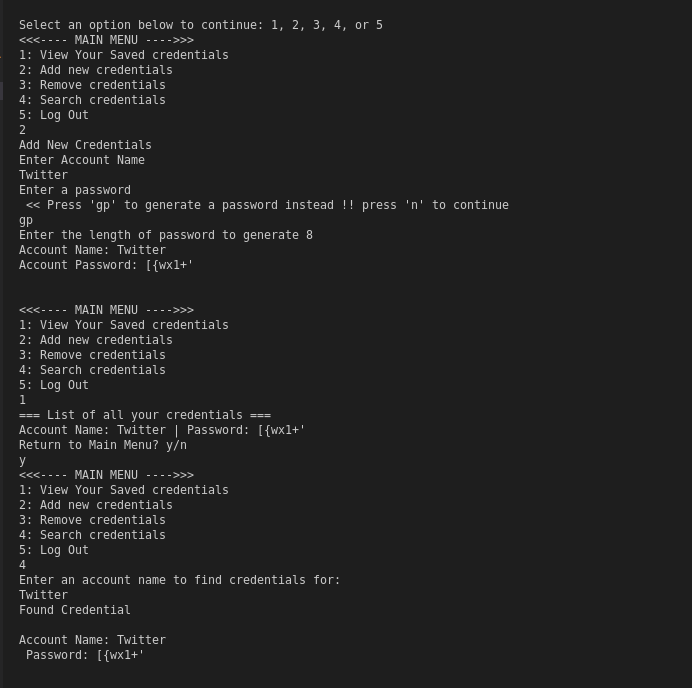 Select an option below to continue: 1, 2, 3, 4, or 5
<<<---- MAIN MENU ---->>>
1: View Your Saved credentials
2: Add new credentials
3: Remove credentials
4: Search credentials
5: Log Out
2
Add New Credentials
Enter Account Name
Twitter
Enter a password
 << Press 'gp' to generate a password instead !! press 'n' to continue
gp
Enter the length of password to generate 8
Account Name: Twitter
Account Password: [{wx1+'
<<<---- MAIN MENU ---->>>
1: View Your Saved credentials
2: Add new credentials
3: Remove credentials
4: Search credentials
5: Log Out
1
=== List of all your credentials ===
Account Name: Twitter | Password: [{wx1+'
Return to Main Menu? y/n
y
<<<---- MAIN MENU ---->>>
1: View Your Saved credentials
2: Add new credentials
3: Remove credentials
4: Search credentials
5: Log Out
4
Enter an account name to find credentials for:
Twitter
Found Credential
Account Name: Twitter
 Password: [{wx1+'